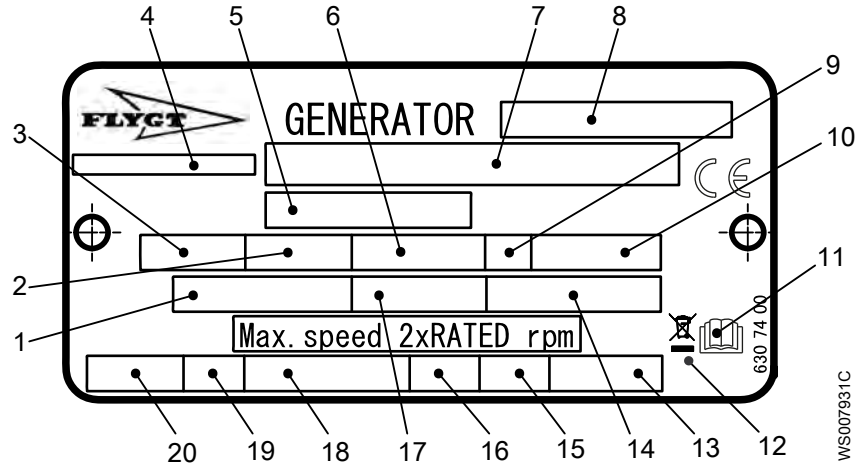 4 5 6 7 8
9
FLYGT GENERATOR
3
10
CE
11
2
1
Max. speed 2xRATED rpm
630 74 00
20 19 18 17 16 15 14 13 12
WS007931C